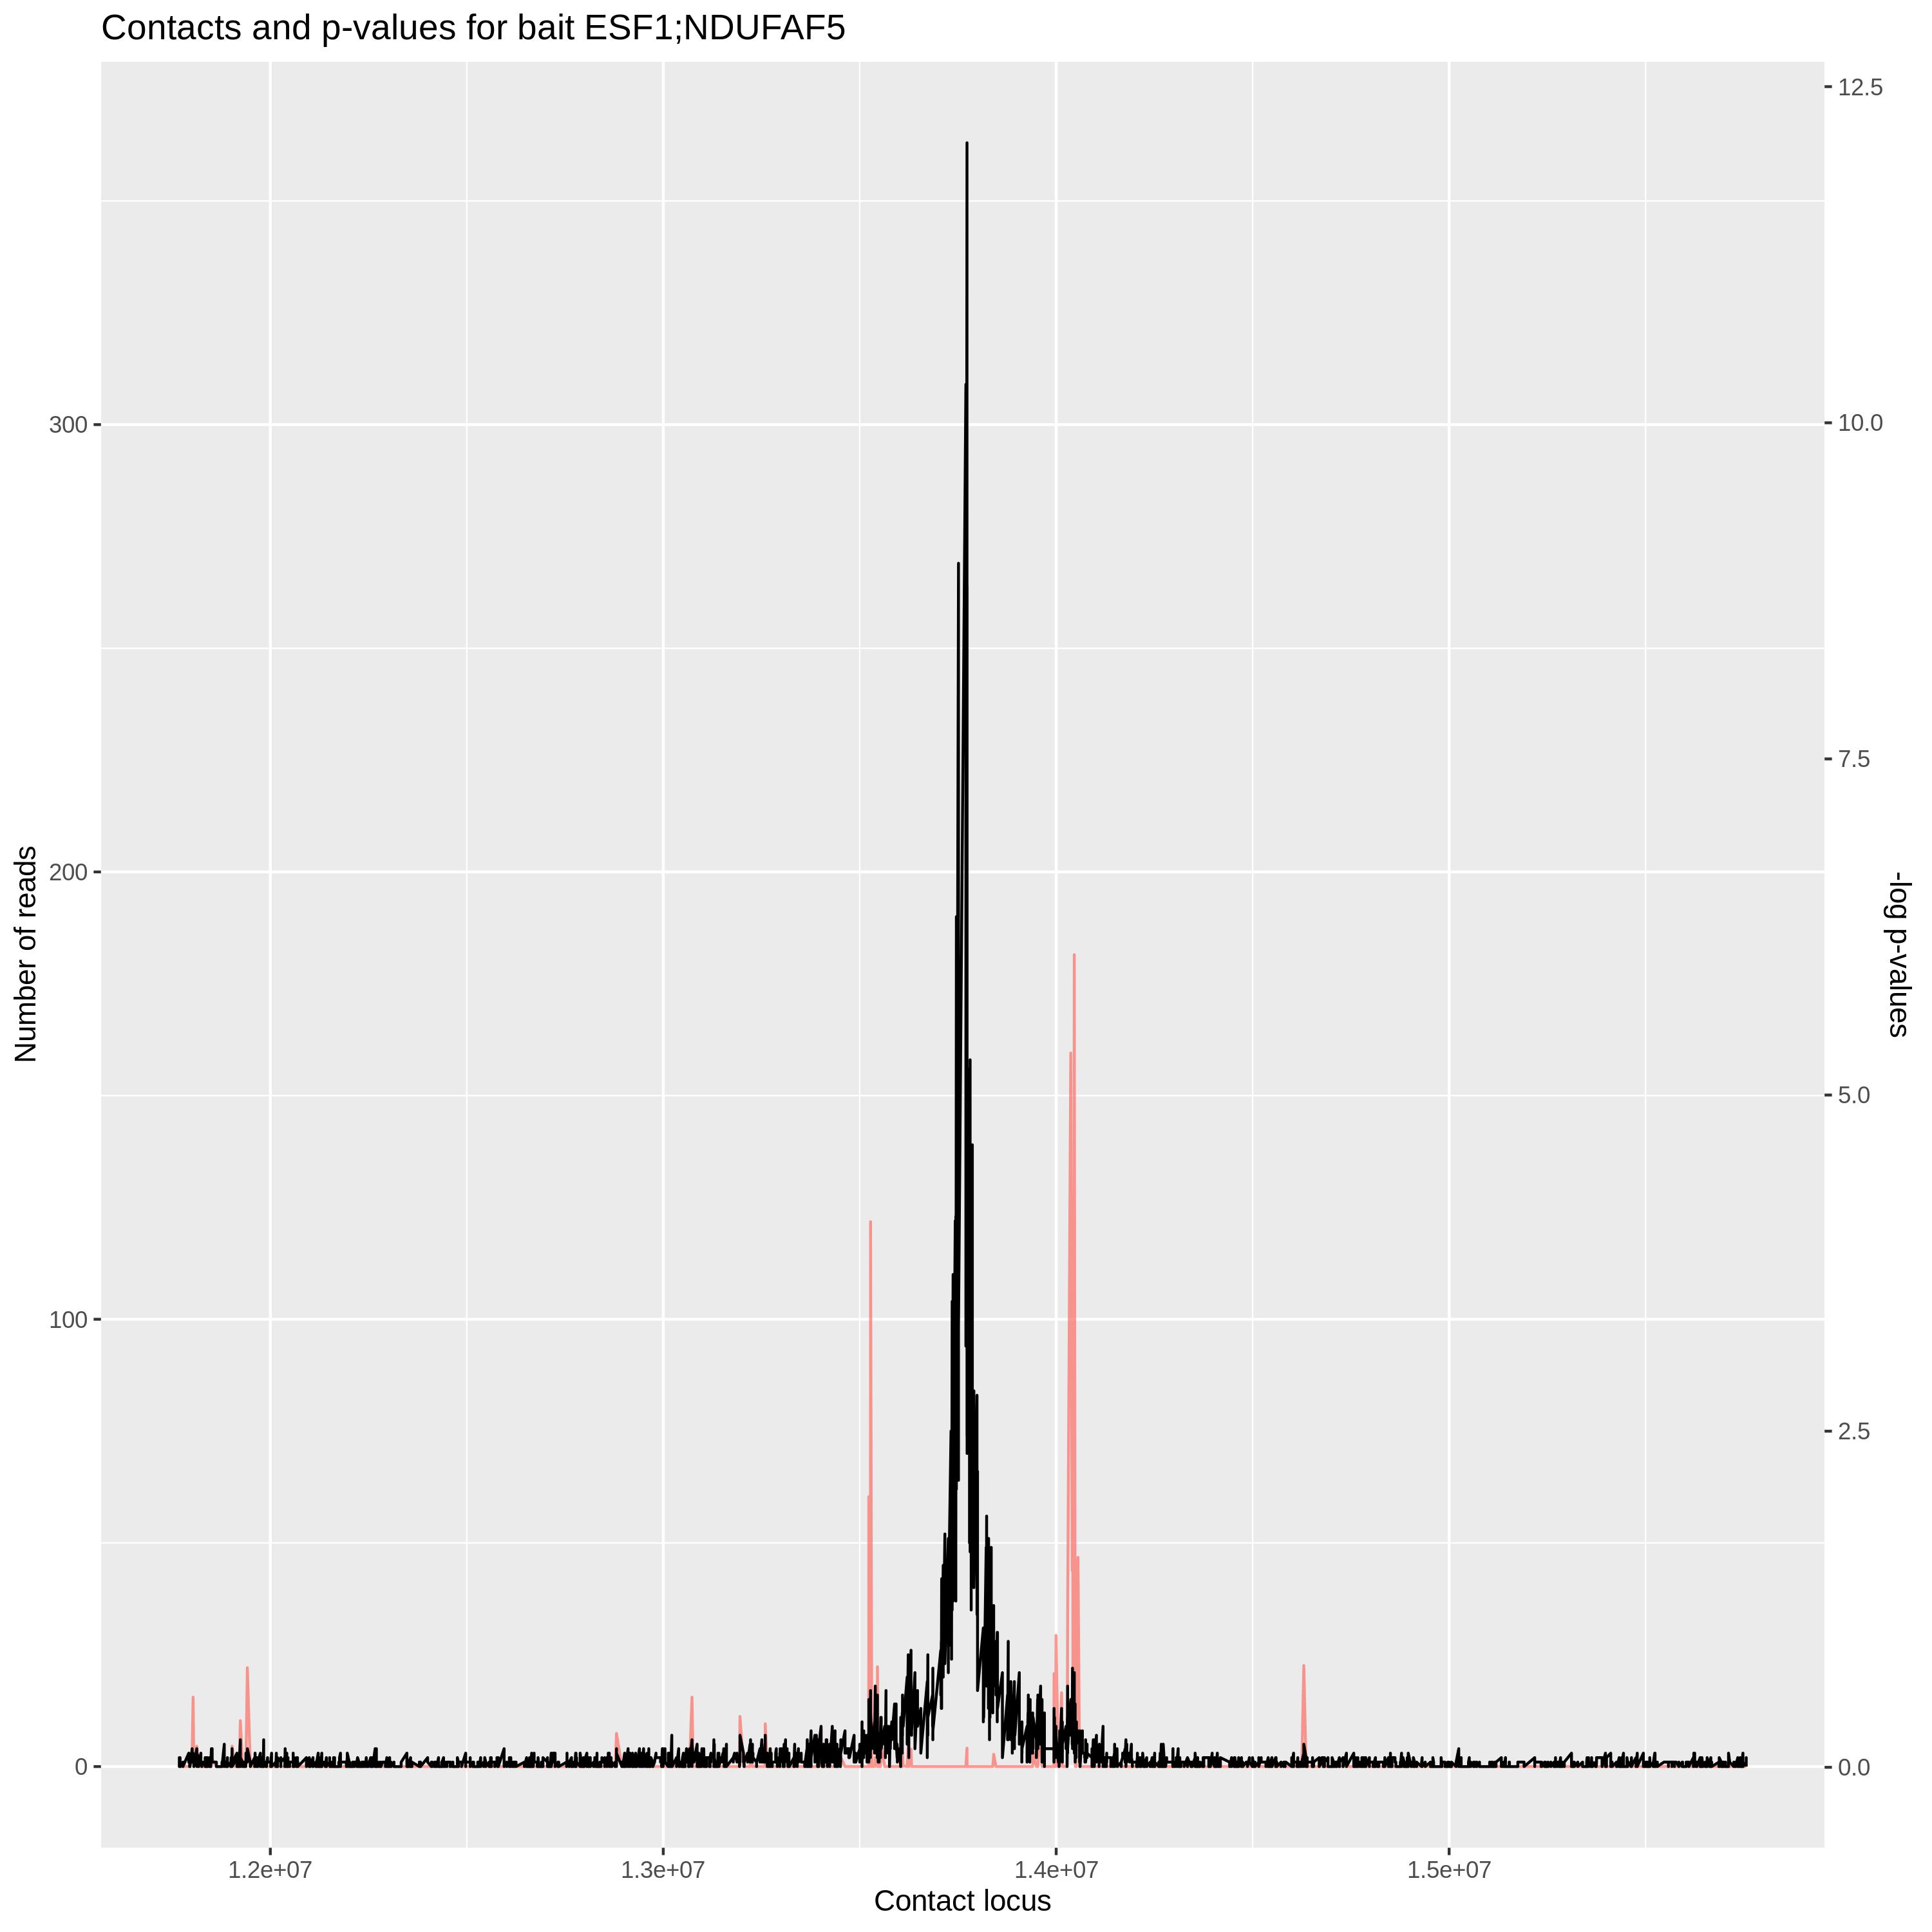 Contacts and p-values for bait ESF1;NDUFAF5
12.5
10.0
7.5
5.0
2.5
0.0
300
200
100
0
Number of reads
-log p-values
1.2e+07 1.3e+07 1.4e+07 1.5e+07
Contact locus